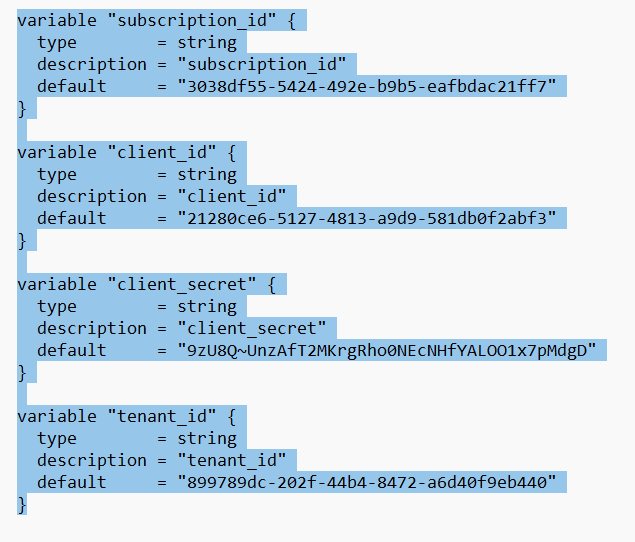 variable "subscription_id" {
  type        = string
  description = "subscription_id"
  default     = "3038df55-5424-492e-b9b5-eafbdac21ff7"
}
variable "client_id" {
  type        = string
  description = "client_id"
  default     = "21280ce6-5127-4813-a9d9-581db0f2abf3"
}
variable "client_secret" {
  type        = string
  description = "client_secret"
  default     = "9zU8Q~UnzAfT2MKrgRho0NEcNHfYALOO1x7pMdgD"
}
variable "tenant_id" {
  type        = string
  description = "tenant_id"
  default     = "899789dc-202f-44b4-8472-a6d40f9eb440"
}